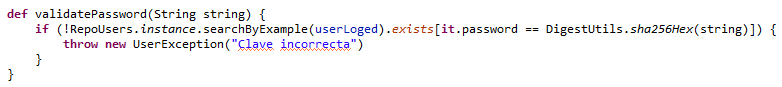 def validatePassword(String string) {
    if (!RepoUsers.instance.searchByExample(userLoged).exists[it.password == DigestUtils.sha256Hex(string)]) {
        throw new UserException("Clave incorrecta")
    }
}